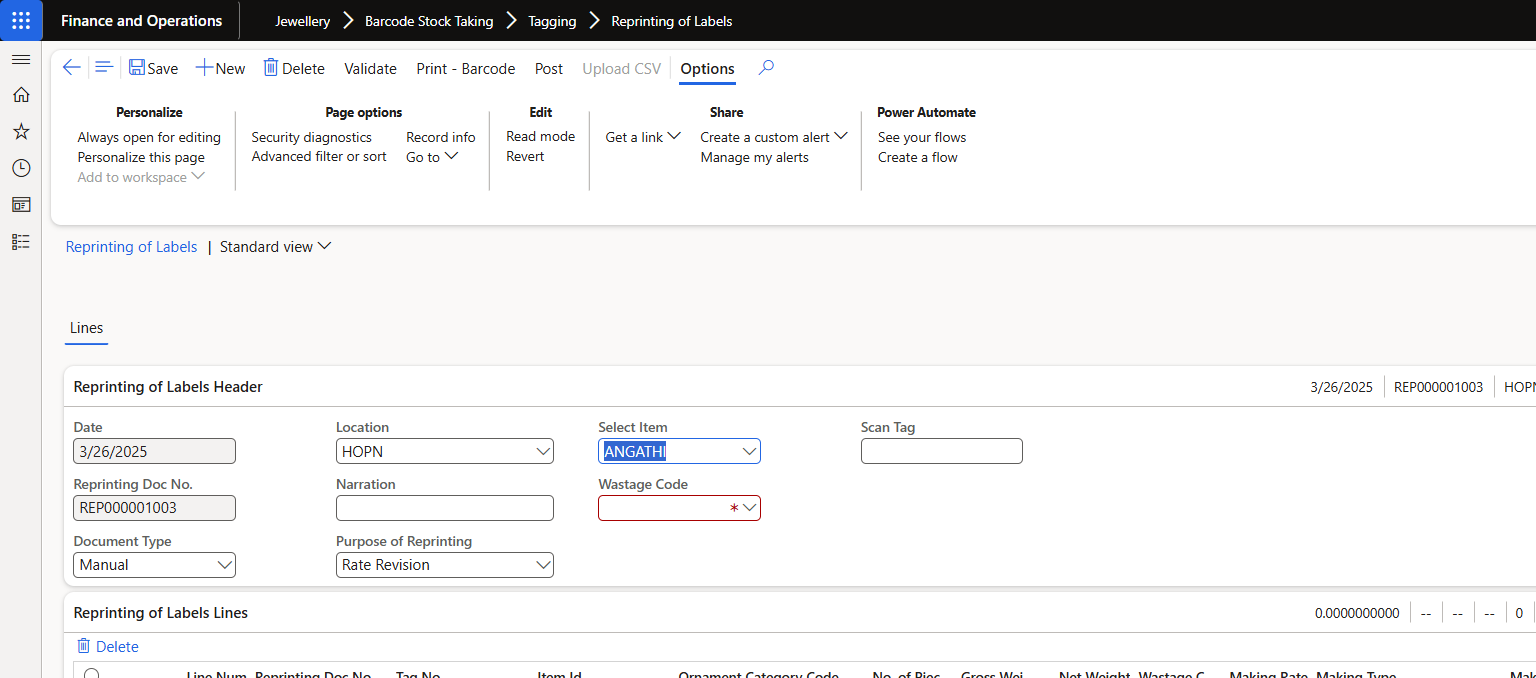 Finance and Operations Jewellery Barcode Stock Taking Tagging Reprinting of Labels
Save New Delete Validate Print - Barcode Post Upload CSV Options
Personalize Page options Edit Share Power Automate
Always open for editing Security diagnostics Record info Read mode Get a link Create a custom alert See your flows
Personalize this page Advanced filter or sort Go to Revert Manage my alerts Create a flow
Add to workspace
Reprinting of Labels | Standard view
Lines
Reprinting of Labels Header 3/26/2025 REP000001003 HOPN
Date Location Select Item Scan Tag
3/26/2025 HOPN ANGATHI
Reprinting Doc No. Narration Wastage Code
REP000001003 *
Document Type Purpose of Reprinting
Manual Rate Revision
Reprinting of Labels Lines 0.0000000000 -- -- -- 0
Delete
Line Num Reprinting Doc No Tag No Item Id Ornament Category Code No. of Piec Gross Wei Net Weight Wastage C Making Rate Making Type Mak